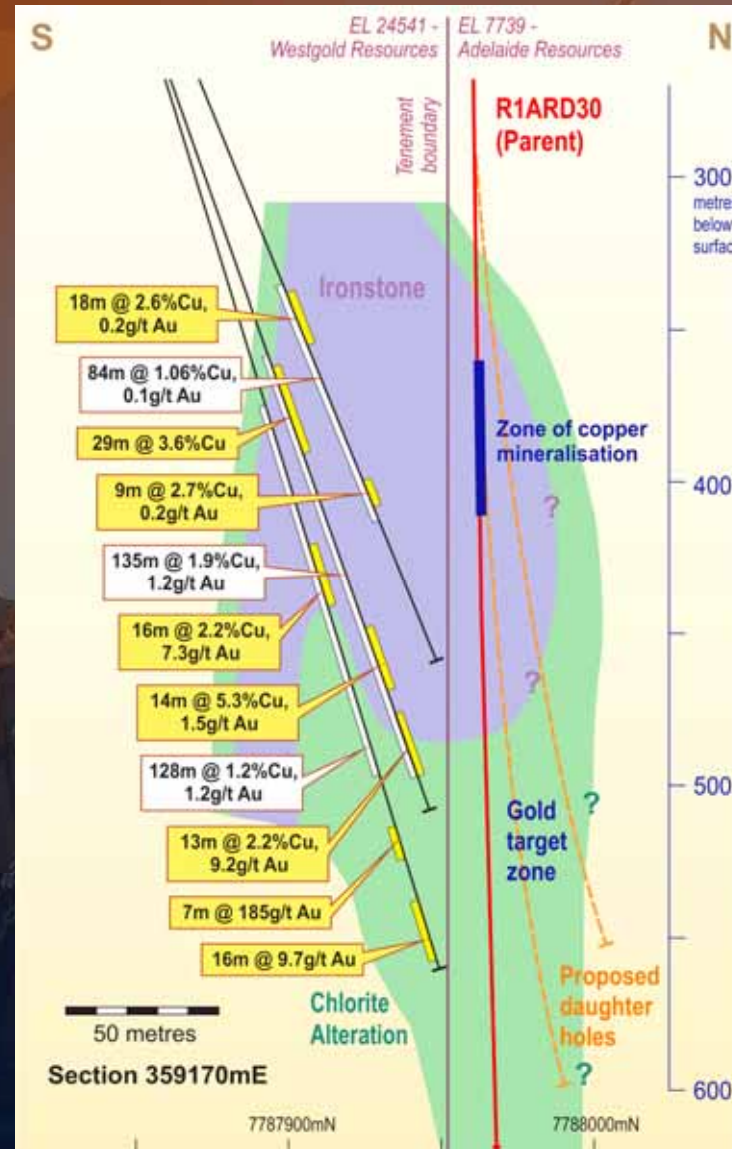 S
EL 24541 -
Westgold Resources
EL 7739 -
Adelaide Resources
N
Tenement
boundary
R1ARD30
(Parent)
300
metres
below
surfac
Ironstone
18m @ 2.6%Cu,
0.2g/t Au
84m @ 1.06%Cu,
0.1g/t Au
29m @ 3.6%Cu
Zone of copper
mineralisation
9m @ 2.7%Cu,
0.2g/t Au
400
?
135m @ 1.9%Cu,
1.2g/t Au
16m @ 2.2%Cu,
7.3g/t Au
14m @ 5.3%Cu,
1.5g/t Au
?
128m @ 1.2%Cu,
1.2g/t Au
500
?
13m @ 2.2%Cu,
9.2g/t Au
Gold
target
zone
7m @ 185g/t Au
16m @ 9.7g/t Au
Chlorite
Alteration
Proposed
daughter
holes
50 metres
?
Section 359170mE
600
7787900mN
7788000mN